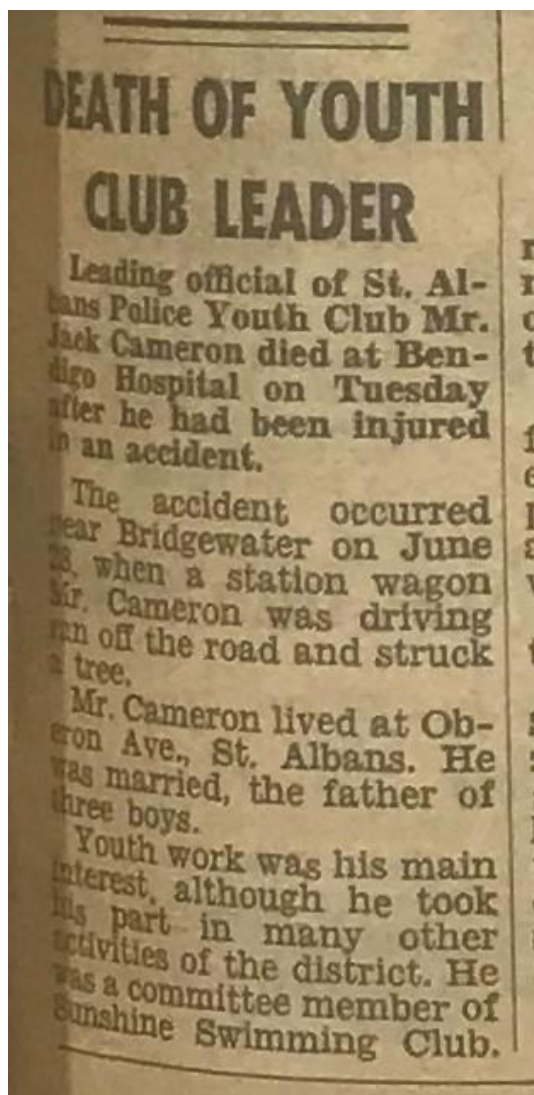 DEATH OF YOUTH
CLUB LEADER
Leading official of St. Al-
bans Police Youth Club Mr.
Jack Cameron died at Ben-
digo Hospital on Tuesday
after he had been injured
in an accident.
The accident occurred
near Bridgewater on June
28, when a station wagon
Mr. Cameron was driving
ran off the road and struck
a tree.
Mr. Cameron lived at Ob-
eron Ave., St. Albans. He
was married, the father of
three boys.
Youth work was his main
interest, although he took
his part in many other
activities of the district. He
was a committee member of
Sunshine Swimming Club.